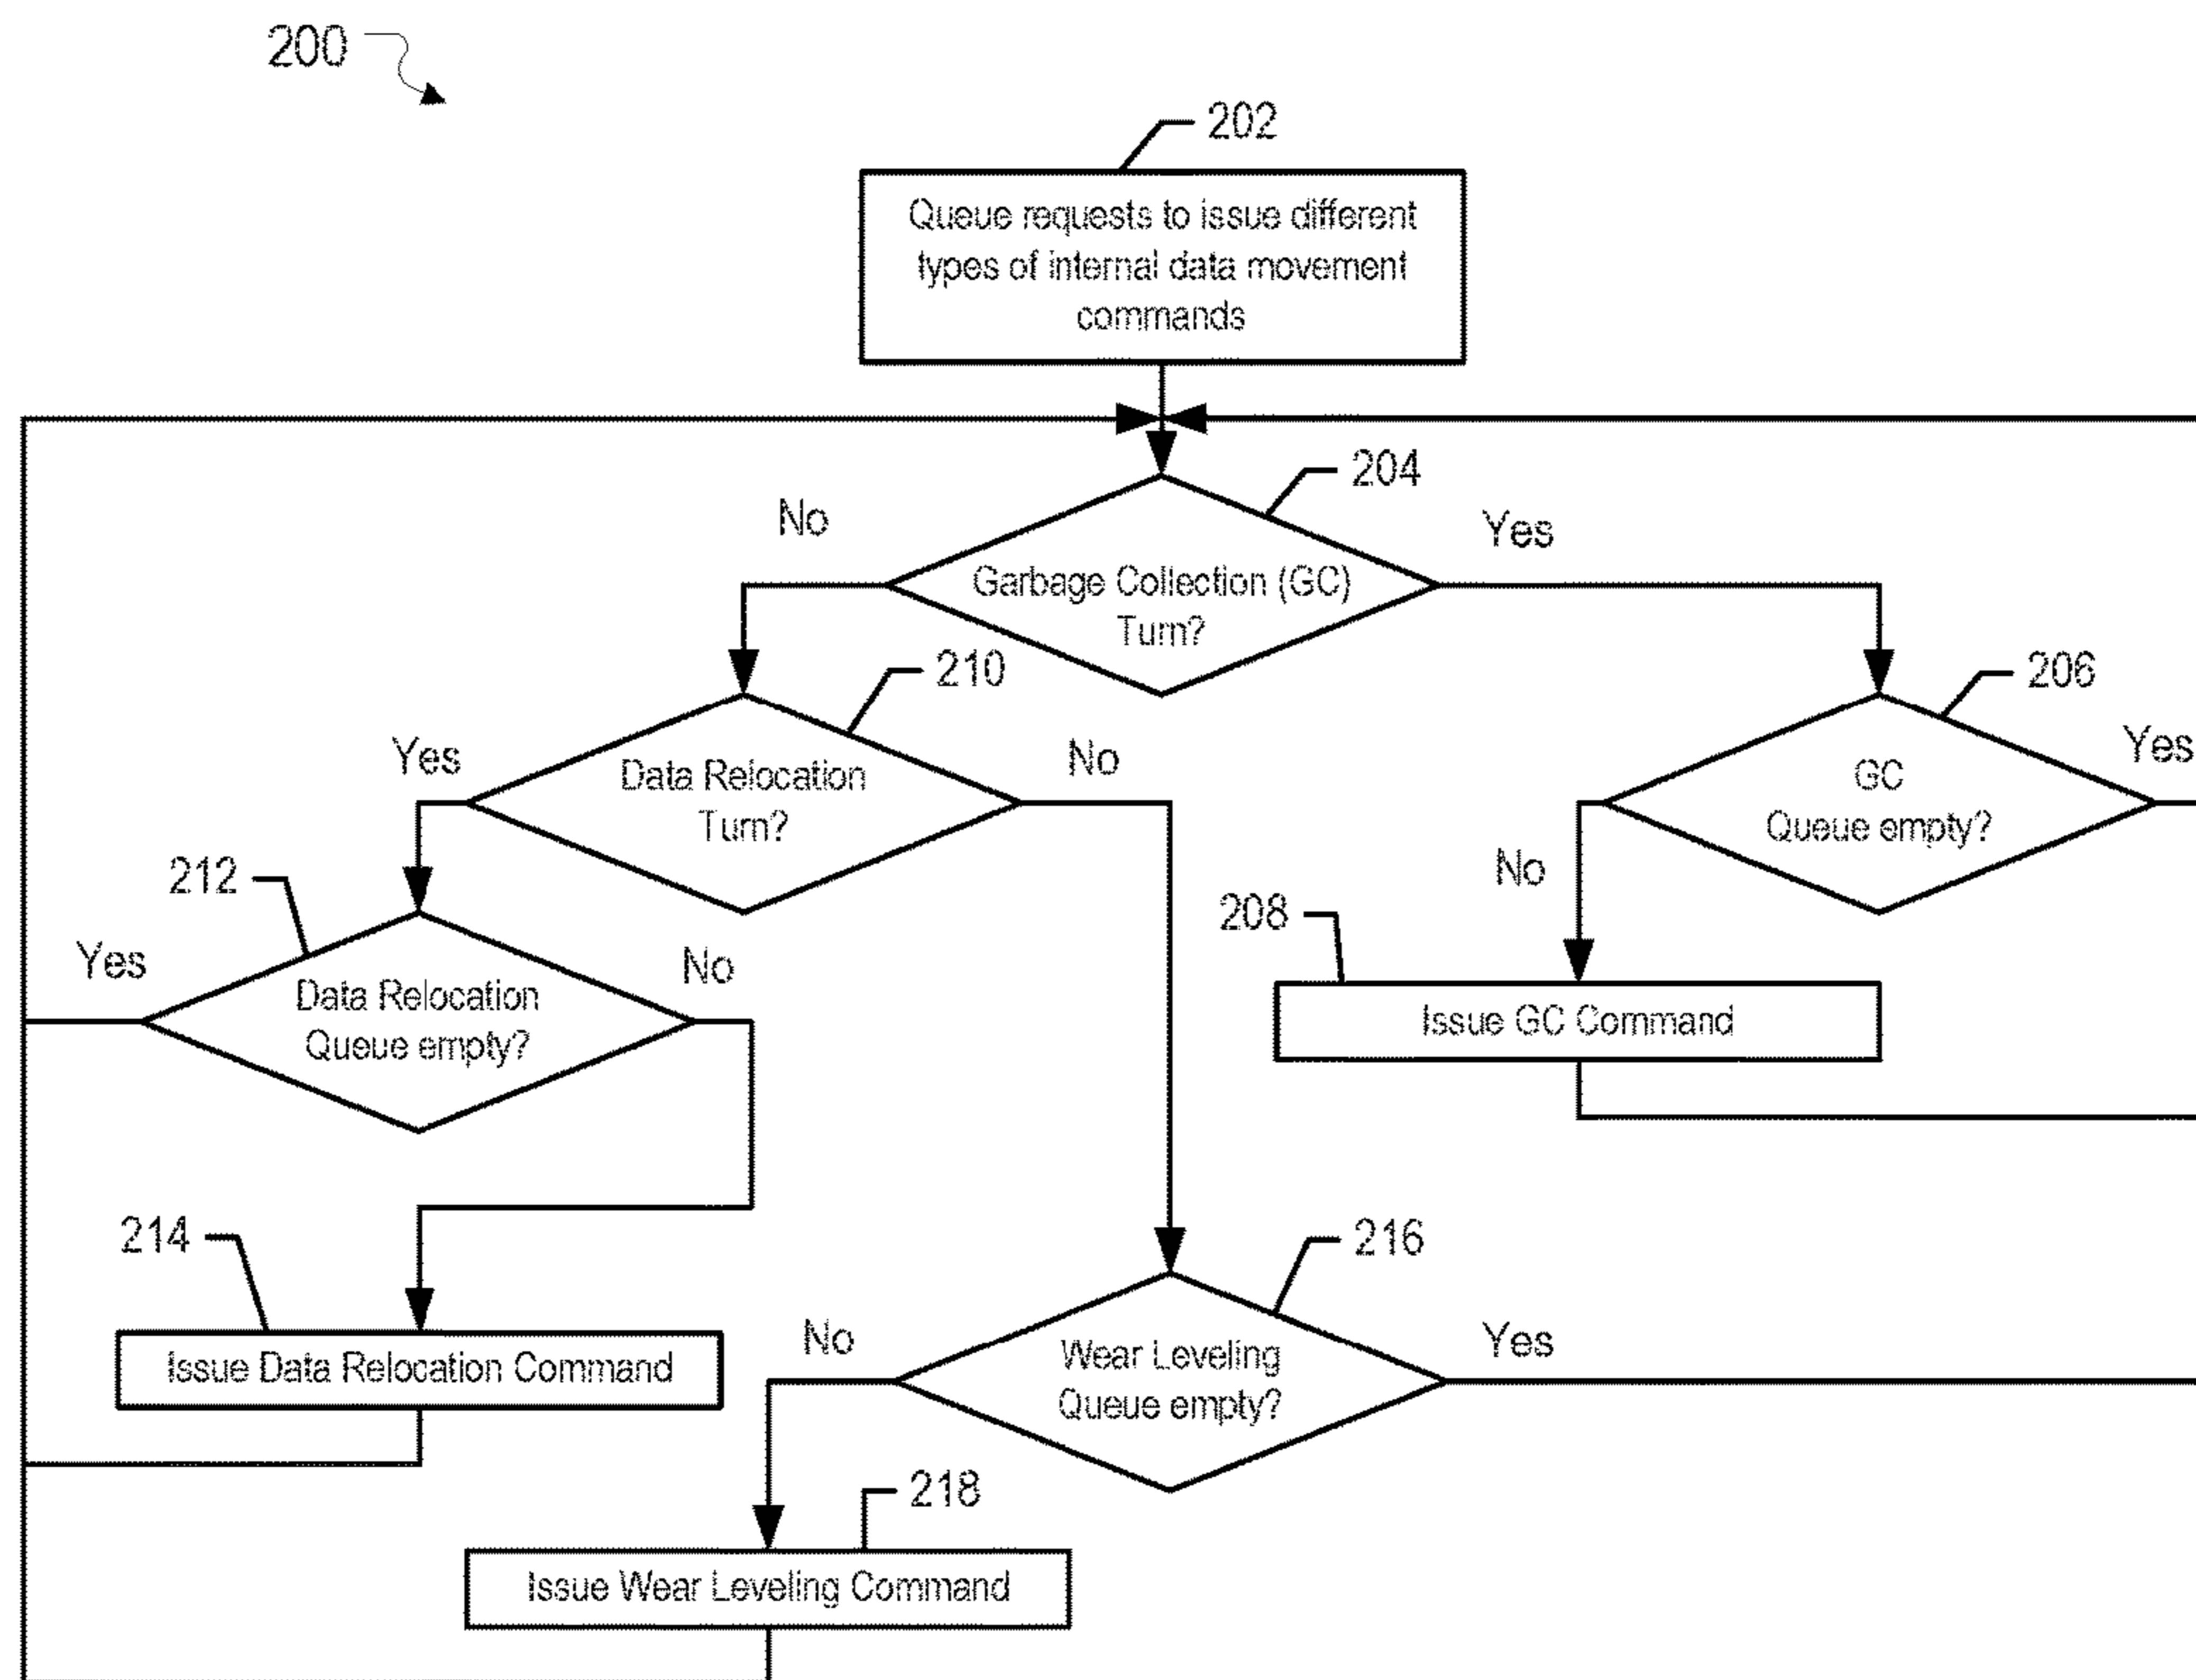 200
202
Queue requests to issue different
types of internal data movement
commands
204
No
Yes
Garbage Collection (GC)
Turn?
210
206
Yes
No
Yes
Data Relocation
Turn?
GC
Queue empty?
212
No
208
Yes
No
Data Relocation
Queue empty?
Issue GC Command
214
216
No
Yes
Issue Data Relocation Command
Wear Leveling
Queue empty?
218
Issue Wear Leveling Command